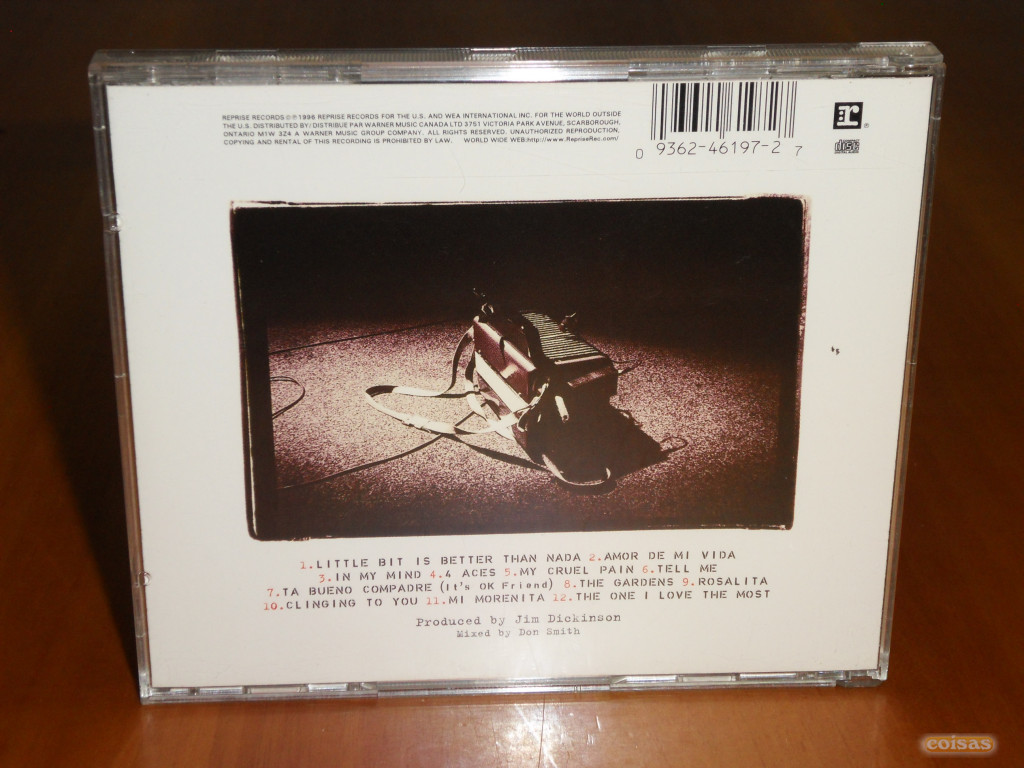 REPRISE RECORDS © ℗ 1996 REPRISE RECORDS FOR THE U.S. AND WEA INTERNATIONAL INC. FOR THE WORLD OUTSIDE
THE U.S. DISTRIBUTED BY/DISTRIBUE PAR WARNER MUSIC CANADA LTD 3751 VICTORIA PARK AVENUE, SCARBOROUGH,
ONTARIO M1W 3Z4 A WARNER MUSIC GROUP COMPANY. ALL RIGHTS RESERVED. UNAUTHORIZED REPRODUCTION,
COPYING AND RENTAL OF THIS RECORDING IS PROHIBITED BY LAW. WORLD WIDE WEB:http://www.RepriseRec.com/
0 9362-46197-2 7
r ®
disc
DIGITAL AUDIO
1.LITTLE BIT IS BETTER THAN NADA 2.AMOR DE MI VIDA
3.IN MY MIND 4.4 ACES 5.MY CRUEL PAIN 6.TELL ME
7.TA BUENO COMPADRE (It's OK Friend) 8.THE GARDENS 9.ROSALITA
10.CLINGING TO YOU 11.MI MORENITA 12.THE ONE I LOVE THE MOST
Produced by Jim Dickinson
Mixed by Don Smith
coisas